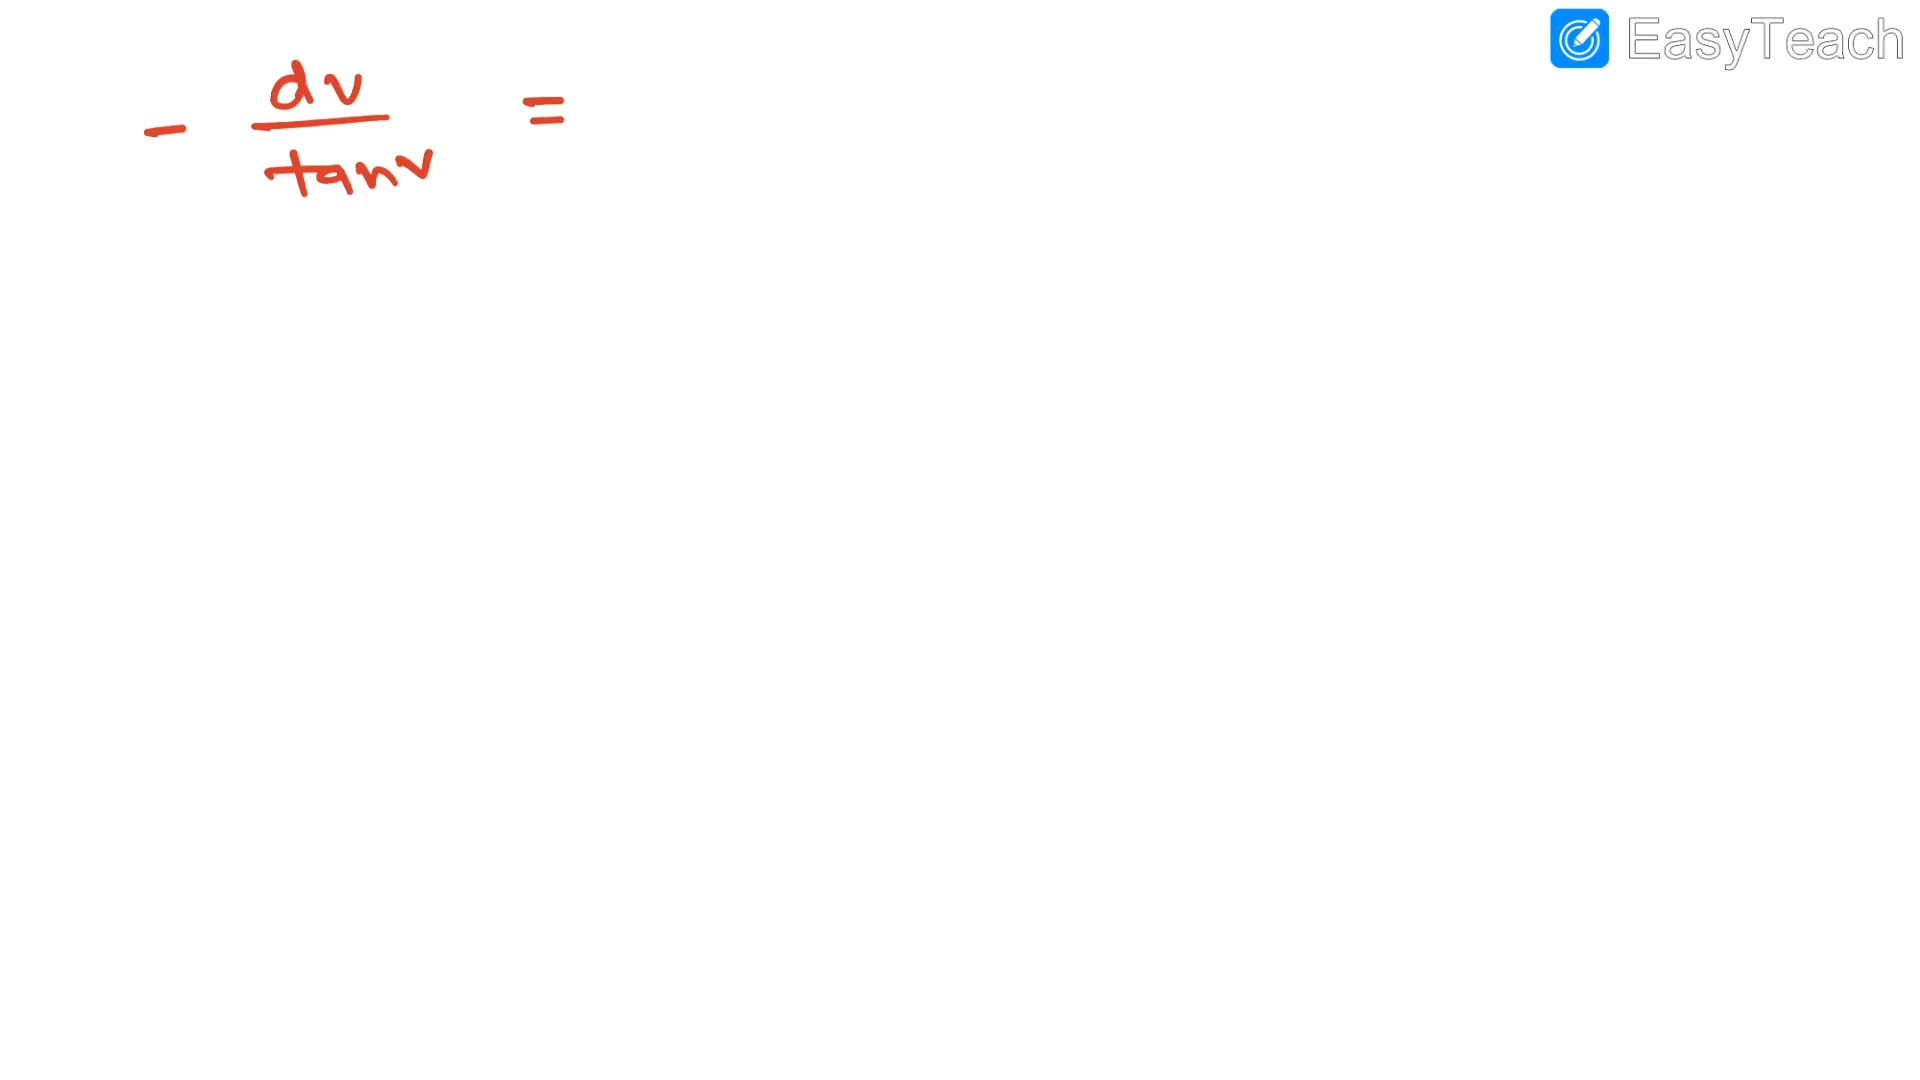 EasyTeach
- dv/tanv =